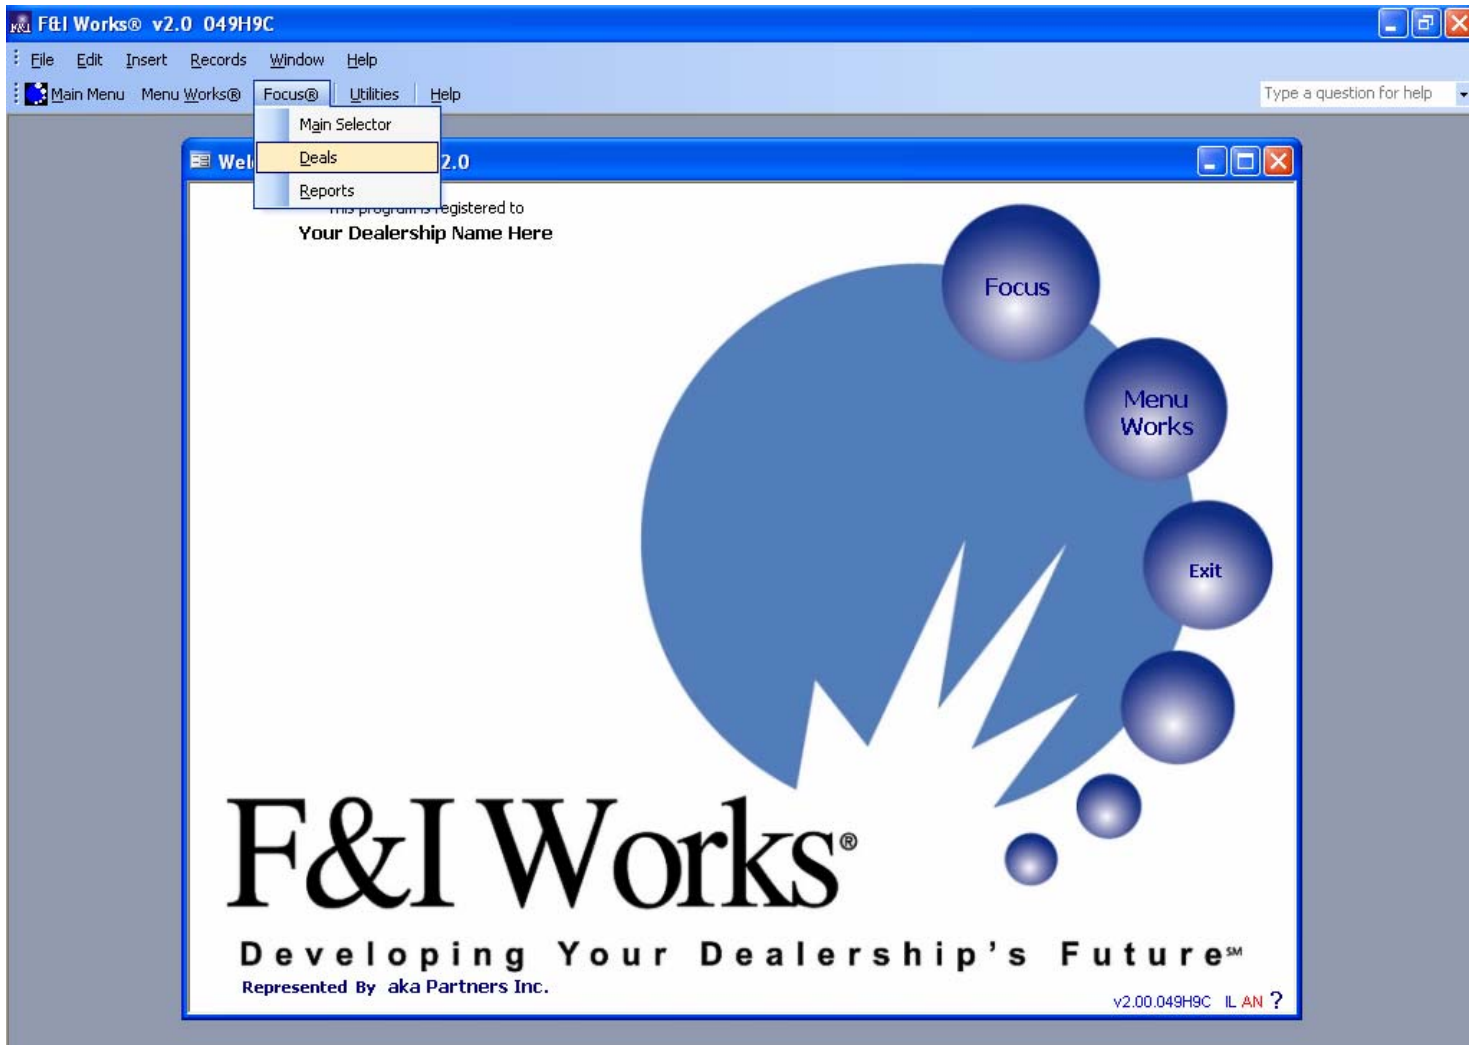 F&I Works® v2.0 049H9C
File Edit Insert Records Window Help
Main Menu Menu Works® Focus® Utilities Help
Type a question for help
Main Selector
Deals
Reports
2.0
registered to
Your Dealership Name Here
Focus
Menu
Works
Exit
F&I Works®
Developing Your Dealership's Future℠
Represented By aka Partners Inc.
v2.00.049H9C IL AN ?